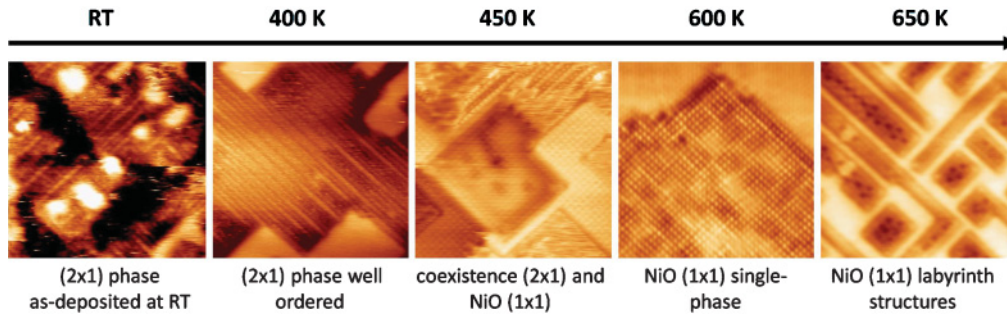 RT
400 K
450 K
600 K
650 K
(2x1) phase
as-deposited at RT
(2x1) phase well
ordered
coexistence (2x1) and
NiO (1x1)
NiO (1x1) single-
phase
NiO (1x1) labyrinth
structures